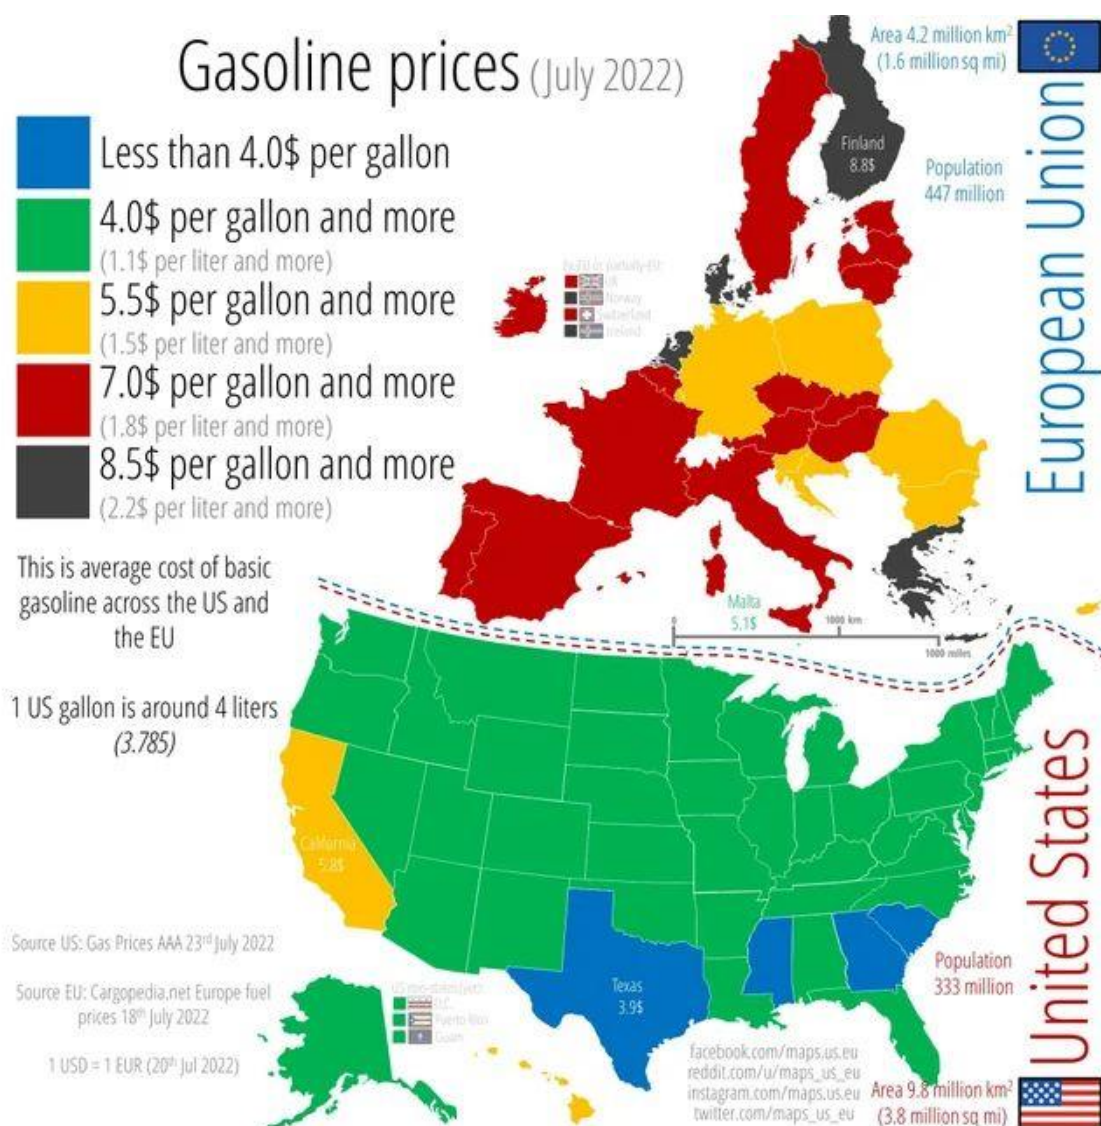 Gasoline prices (July 2022)
Less than 4.0$ per gallon
4.0$ per gallon and more
(1.1$ per liter and more)
5.5$ per gallon and more
(1.5$ per liter and more)
7.0$ per gallon and more
(1.8$ per liter and more)
8.5$ per gallon and more
(2.2$ per liter and more)
This is average cost of basic
gasoline across the US and
the EU
1 US gallon is around 4 liters
(3.785)
Area 4.2 million km²
(1.6 million sq mi)
European Union
Population
447 million
Finland
8.8$
UK
Norway
Switzerland
Malta
5.1$
0
1000 km
1000 miles
California
5.8$
Texas
3.9$
Source US: Gas Prices AAA 23rd July 2022
Source EU: Cargopedia.net Europe fuel
prices 18th July 2022
1 USD = 1 EUR (20th Jul 2022)
D.C.
Puerto Rico
Guam
United States
Population
333 million
facebook.com/maps.us.eu
reddit.com/u/maps_us_eu
instagram.com/maps.us.eu
twitter.com/maps_us_eu
Area 9.8 million km²
(3.8 million sq mi)